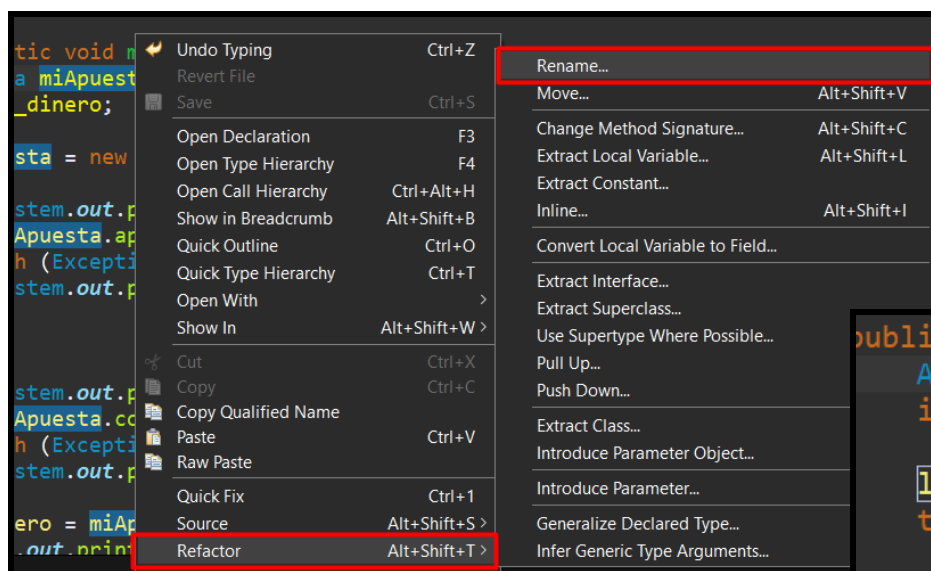 tic void m
a miApuest
_dinero;
sta = new
stem.out.p
Apuesta.ap
h (Excepti
stem.out.p
stem.out.p
Apuesta.co
h (Excepti
stem.out.p
ero = miAp
.out.print
Undo Typing Ctrl+Z
Revert File
Save Ctrl+S
Open Declaration F3
Open Type Hierarchy F4
Open Call Hierarchy Ctrl+Alt+H
Show in Breadcrumb Alt+Shift+B
Quick Outline Ctrl+O
Quick Type Hierarchy Ctrl+T
Open With >
Show In Alt+Shift+W >
Cut Ctrl+X
Copy Ctrl+C
Copy Qualified Name
Paste Ctrl+V
Raw Paste
Quick Fix Ctrl+1
Source Alt+Shift+S >
Refactor Alt+Shift+T >
Rename...
Move... Alt+Shift+V
Change Method Signature... Alt+Shift+C
Extract Local Variable... Alt+Shift+L
Extract Constant...
Inline... Alt+Shift+I
Convert Local Variable to Field...
Extract Interface...
Extract Superclass...
Use Supertype Where Possible...
Pull Up...
Push Down...
Extract Class...
Introduce Parameter Object...
Introduce Parameter...
Generalize Declared Type...
Infer Generic Type Arguments...
publi
A
i
l
t